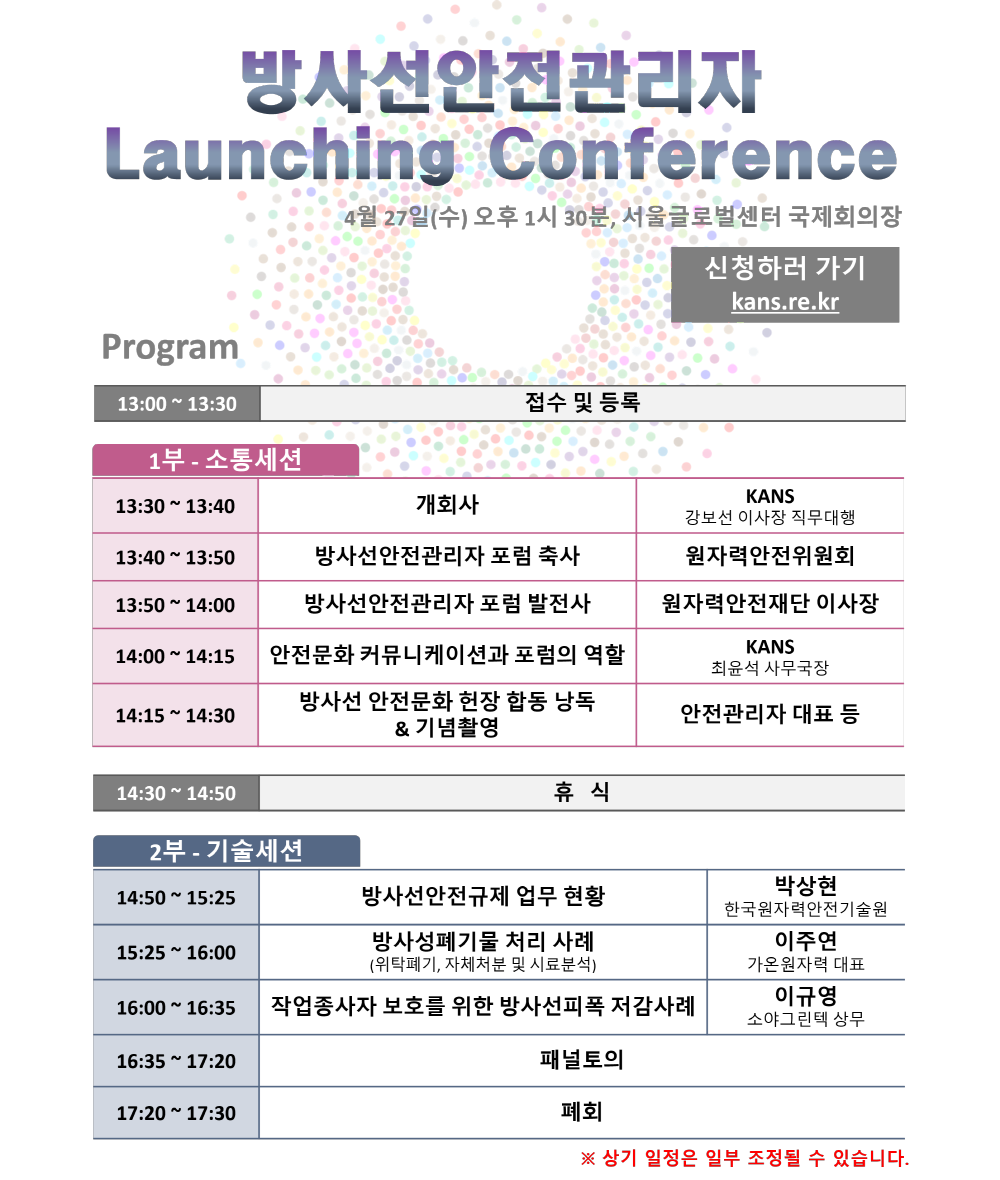 방사선안전관리자
Launching Conference
4월 27일(수) 오후 1시 30분, 서울글로벌센터 국제회의장
신청하러 가기
kans.re.kr
Program
13:00 ~ 13:30 접수 및 등록
1부 - 소통세션
13:30 ~ 13:40 개회사 KANS
강보선 이사장 직무대행
13:40 ~ 13:50 방사선안전관리자 포럼 축사 원자력안전위원회
13:50 ~ 14:00 방사선안전관리자 포럼 발전사 원자력안전재단 이사장
14:00 ~ 14:15 안전문화 커뮤니케이션과 포럼의 역할 KANS
최윤석 사무국장
14:15 ~ 14:30 방사선 안전문화 헌장 합동 낭독
& 기념촬영 안전관리자 대표 등
14:30 ~ 14:50 휴 식
2부 - 기술세션
14:50 ~ 15:25 방사선안전규제 업무 현황 박상현
한국원자력안전기술원
15:25 ~ 16:00 방사성폐기물 처리 사례 이주연
(위탁폐기, 자체처분 및 시료분석) 가온원자력 대표
16:00 ~ 16:35 작업종사자 보호를 위한 방사선피폭 저감사례 이규영
소야그린텍 상무
16:35 ~ 17:20 패널토의
17:20 ~ 17:30 폐회
※ 상기 일정은 일부 조정될 수 있습니다.